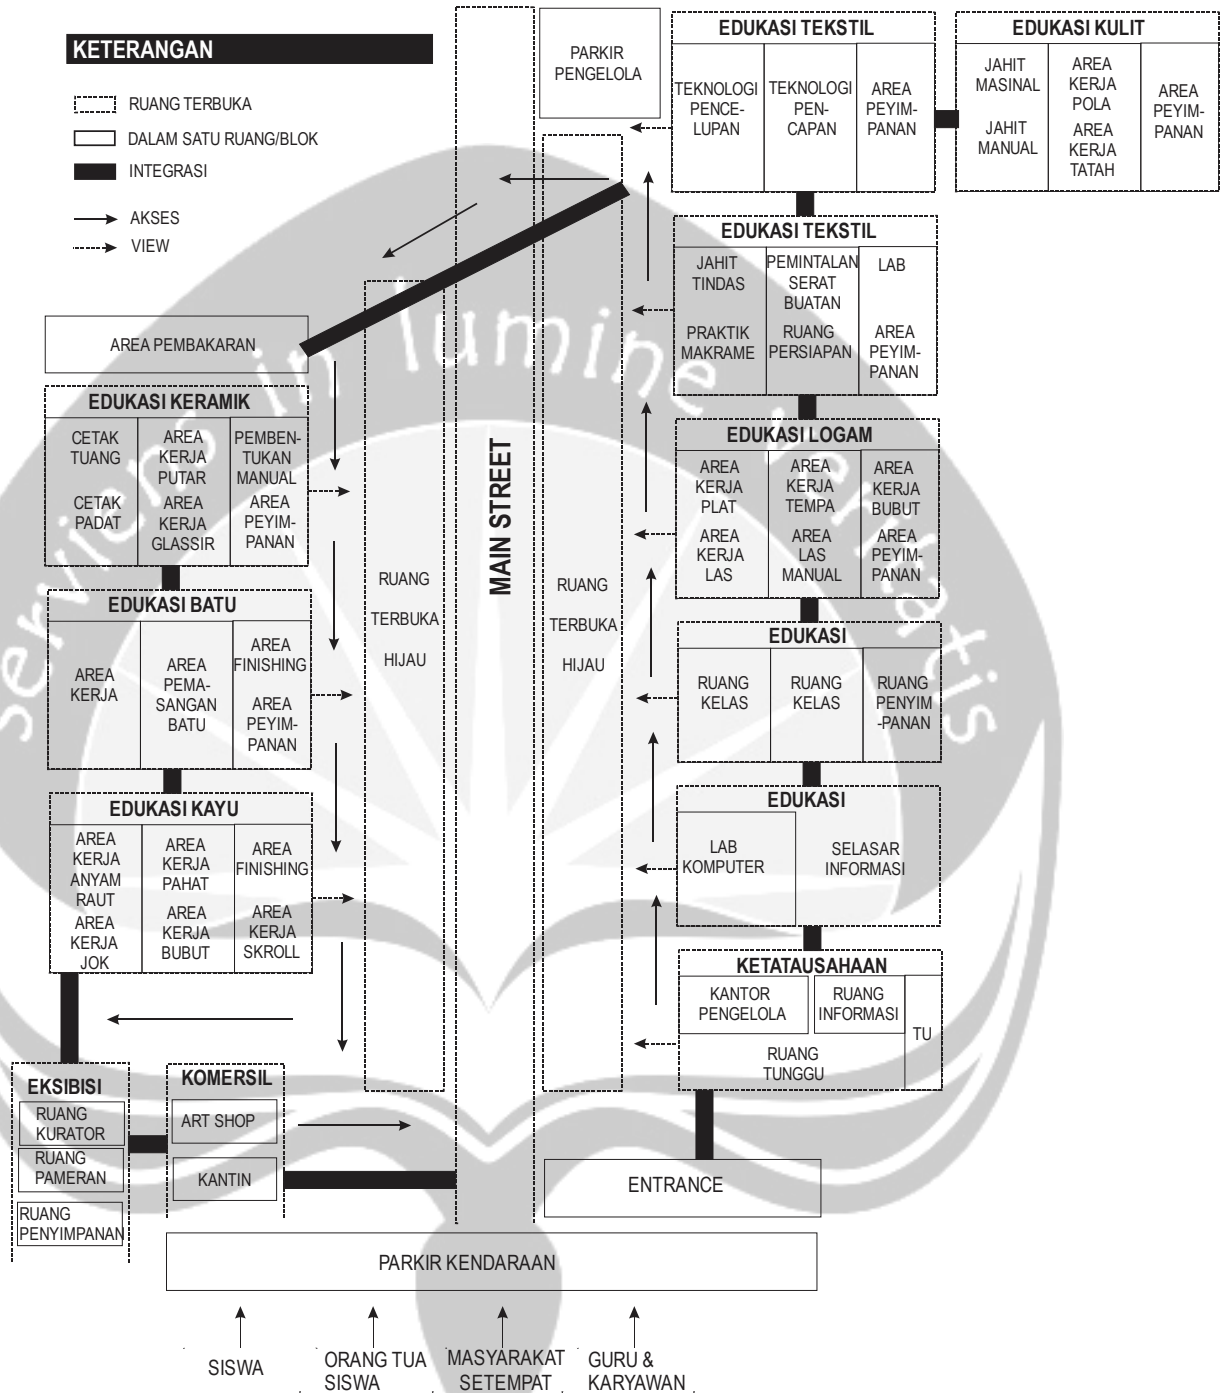 KETERANGAN
RUANG TERBUKA
DALAM SATU RUANG/BLOK
INTEGRASI
AKSES
VIEW
PARKIR
PENGELOLA
EDUKASI TEKSTIL
TEKNOLOGI
PENCE-
LUPAN
TEKNOLOGI
PEN-
CAPAN
AREA
PEYIM-
PANAN
EDUKASI KULIT
JAHIT
MASINAL
JAHIT
MANUAL
AREA
KERJA
POLA
AREA
KERJA
TATAH
AREA
PEYIM-
PANAN
EDUKASI TEKSTIL
JAHIT
TINDAS
PRAKTIK
MAKRAME
PEMINTALAN
SERAT
BUATAN
RUANG
PERSIAPAN
LAB
AREA
PEYIM-
PANAN
EDUKASI LOGAM
AREA
KERJA
PLAT
AREA
KERJA
LAS
AREA
KERJA
TEMPA
AREA
LAS
MANUAL
AREA
KERJA
BUBUT
AREA
PEYIM-
PANAN
EDUKASI
RUANG
KELAS
RUANG
KELAS
RUANG
PENYIM
-PANAN
EDUKASI
LAB
KOMPUTER
SELASAR
INFORMASI
KETATAUSAHAAN
KANTOR
PENGELOLA
RUANG
INFORMASI
TU
RUANG
TUNGGU
ENTRANCE
AREA PEMBAKARAN
EDUKASI KERAMIK
CETAK
TUANG
CETAK
PADAT
AREA
KERJA
PUTAR
AREA
KERJA
GLASSIR
PEMBEN-
TUKAN
MANUAL
AREA
PEYIM-
PANAN
EDUKASI BATU
AREA
KERJA
AREA
PEMA-
SANGAN
BATU
AREA
FINISHING
AREA
PEYIM-
PANAN
EDUKASI KAYU
AREA
KERJA
ANYAM
RAUT
AREA
KERJA
JOK
AREA
KERJA
PAHAT
AREA
KERJA
BUBUT
AREA
FINISHING
AREA
KERJA
SKROLL
RUANG
TERBUKA
HIJAU
MAIN STREET
RUANG
TERBUKA
HIJAU
EKSIBISI
RUANG
KURATOR
RUANG
PAMERAN
RUANG
PENYIMPANAN
KOMERSIL
ART SHOP
KANTIN
PARKIR KENDARAAN
SISWA
ORANG TUA
SISWA
MASYARAKAT
SETEMPAT
GURU &
KARYAWAN
serviens in lumine veritatis